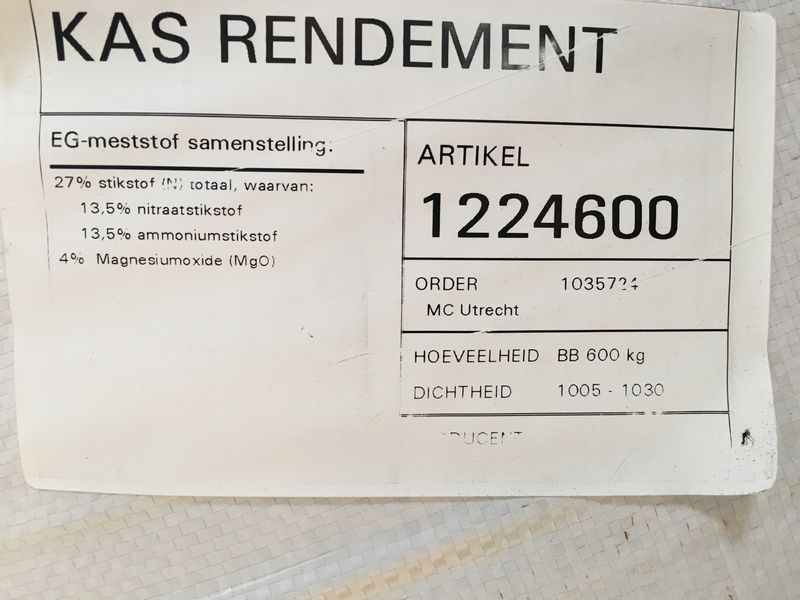 KAS RENDEMENT
EG-meststof samenstelling:
27% stikstof (N) totaal, waarvan:
13,5% nitraatstikstof
13,5% ammoniumstikstof
4% Magnesiumoxide (MgO)
ARTIKEL
1224600
ORDER
MC Utrecht
HOEVEELHEID BB 600 kg
DICHTHEID 1005 - 1030